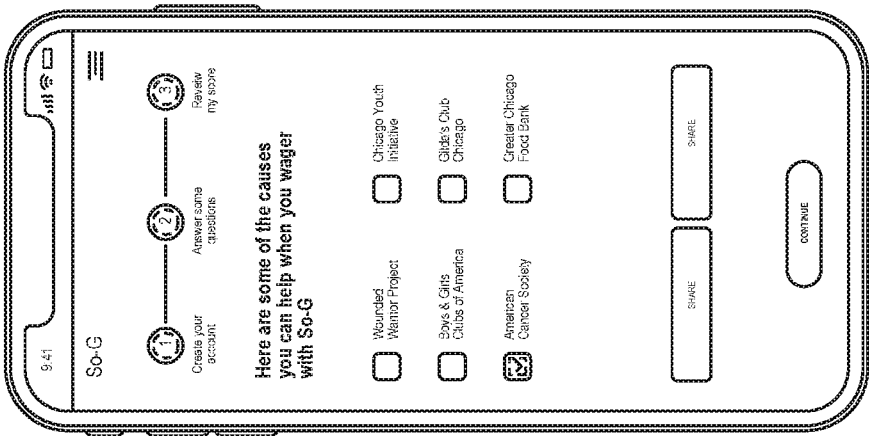 9:41
So-G
1
2
3
Create your
account
Answer some
questions
Reveiw
my score
Here are some of the causes
you can help when you wager
with So-G
Wounded
Warrior Project
Chicago Youth
Initiative
Boys & Girls
Clubs of America
Gilda's Club
Chicago
American
Cancer Society
Greater Chicago
Food Bank
SHARE
SHARE
CONTINUE